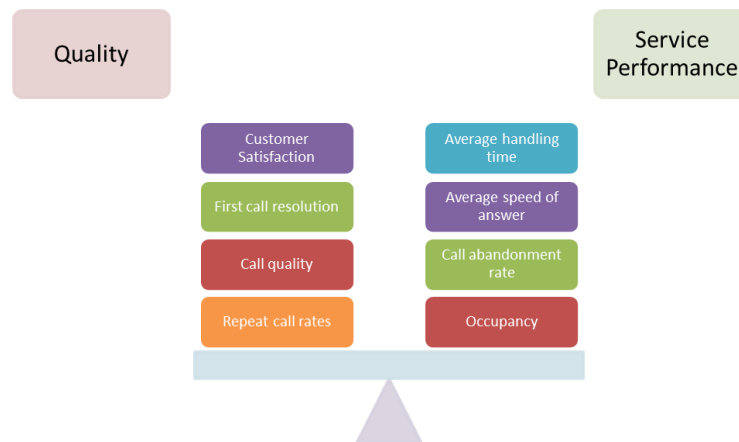 Quality
Service
Performance
Customer
Satisfaction
First call resolution
Call quality
Repeat call rates
Average handling
time
Average speed of
answer
Call abandonment
rate
Occupancy